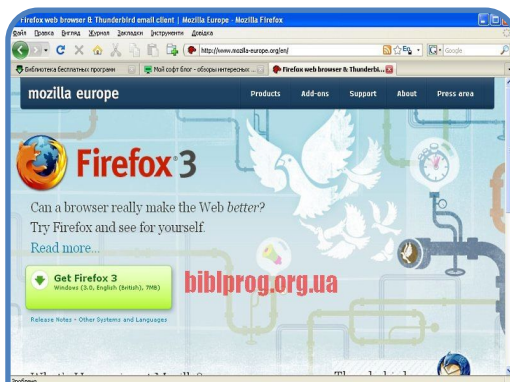 Firefox web browser & Thunderbird email client | Mozilla Europe - Mozilla Firefox
Файл Правка Вигляд Журнал Закладки Інструменти Довідка
http://www.mozilla-europe.org/en/
Google
Библиотека бесплатных програмн
Мой софт блог - обзоры интересных ...
Firefox web browser & Thunderbi...
mozilla europe
Products Add-ons Support About Press area
Firefox 3
Can a browser really make the Web better?
Try Firefox and see for yourself.
Read more...
Get Firefox 3
Windows (3.0, English (British), 7MB)
biblprog.org.ua
Release Notes - Other Systems and Languages
Зроблено